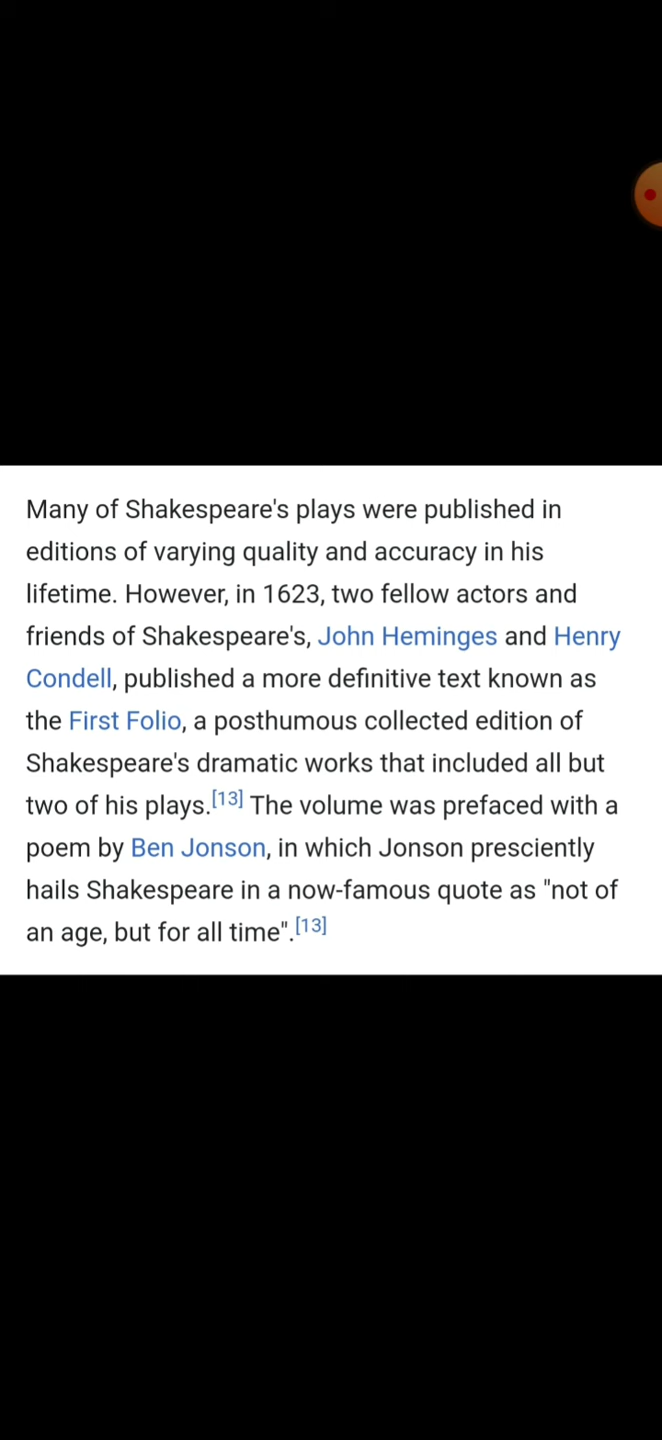 Many of Shakespeare's plays were published in
editions of varying quality and accuracy in his
lifetime. However, in 1623, two fellow actors and
friends of Shakespeare's, John Heminges and Henry
Condell, published a more definitive text known as
the First Folio, a posthumous collected edition of
Shakespeare's dramatic works that included all but
two of his plays.[13] The volume was prefaced with a
poem by Ben Jonson, in which Jonson presciently
hails Shakespeare in a now-famous quote as "not of
an age, but for all time".[13]